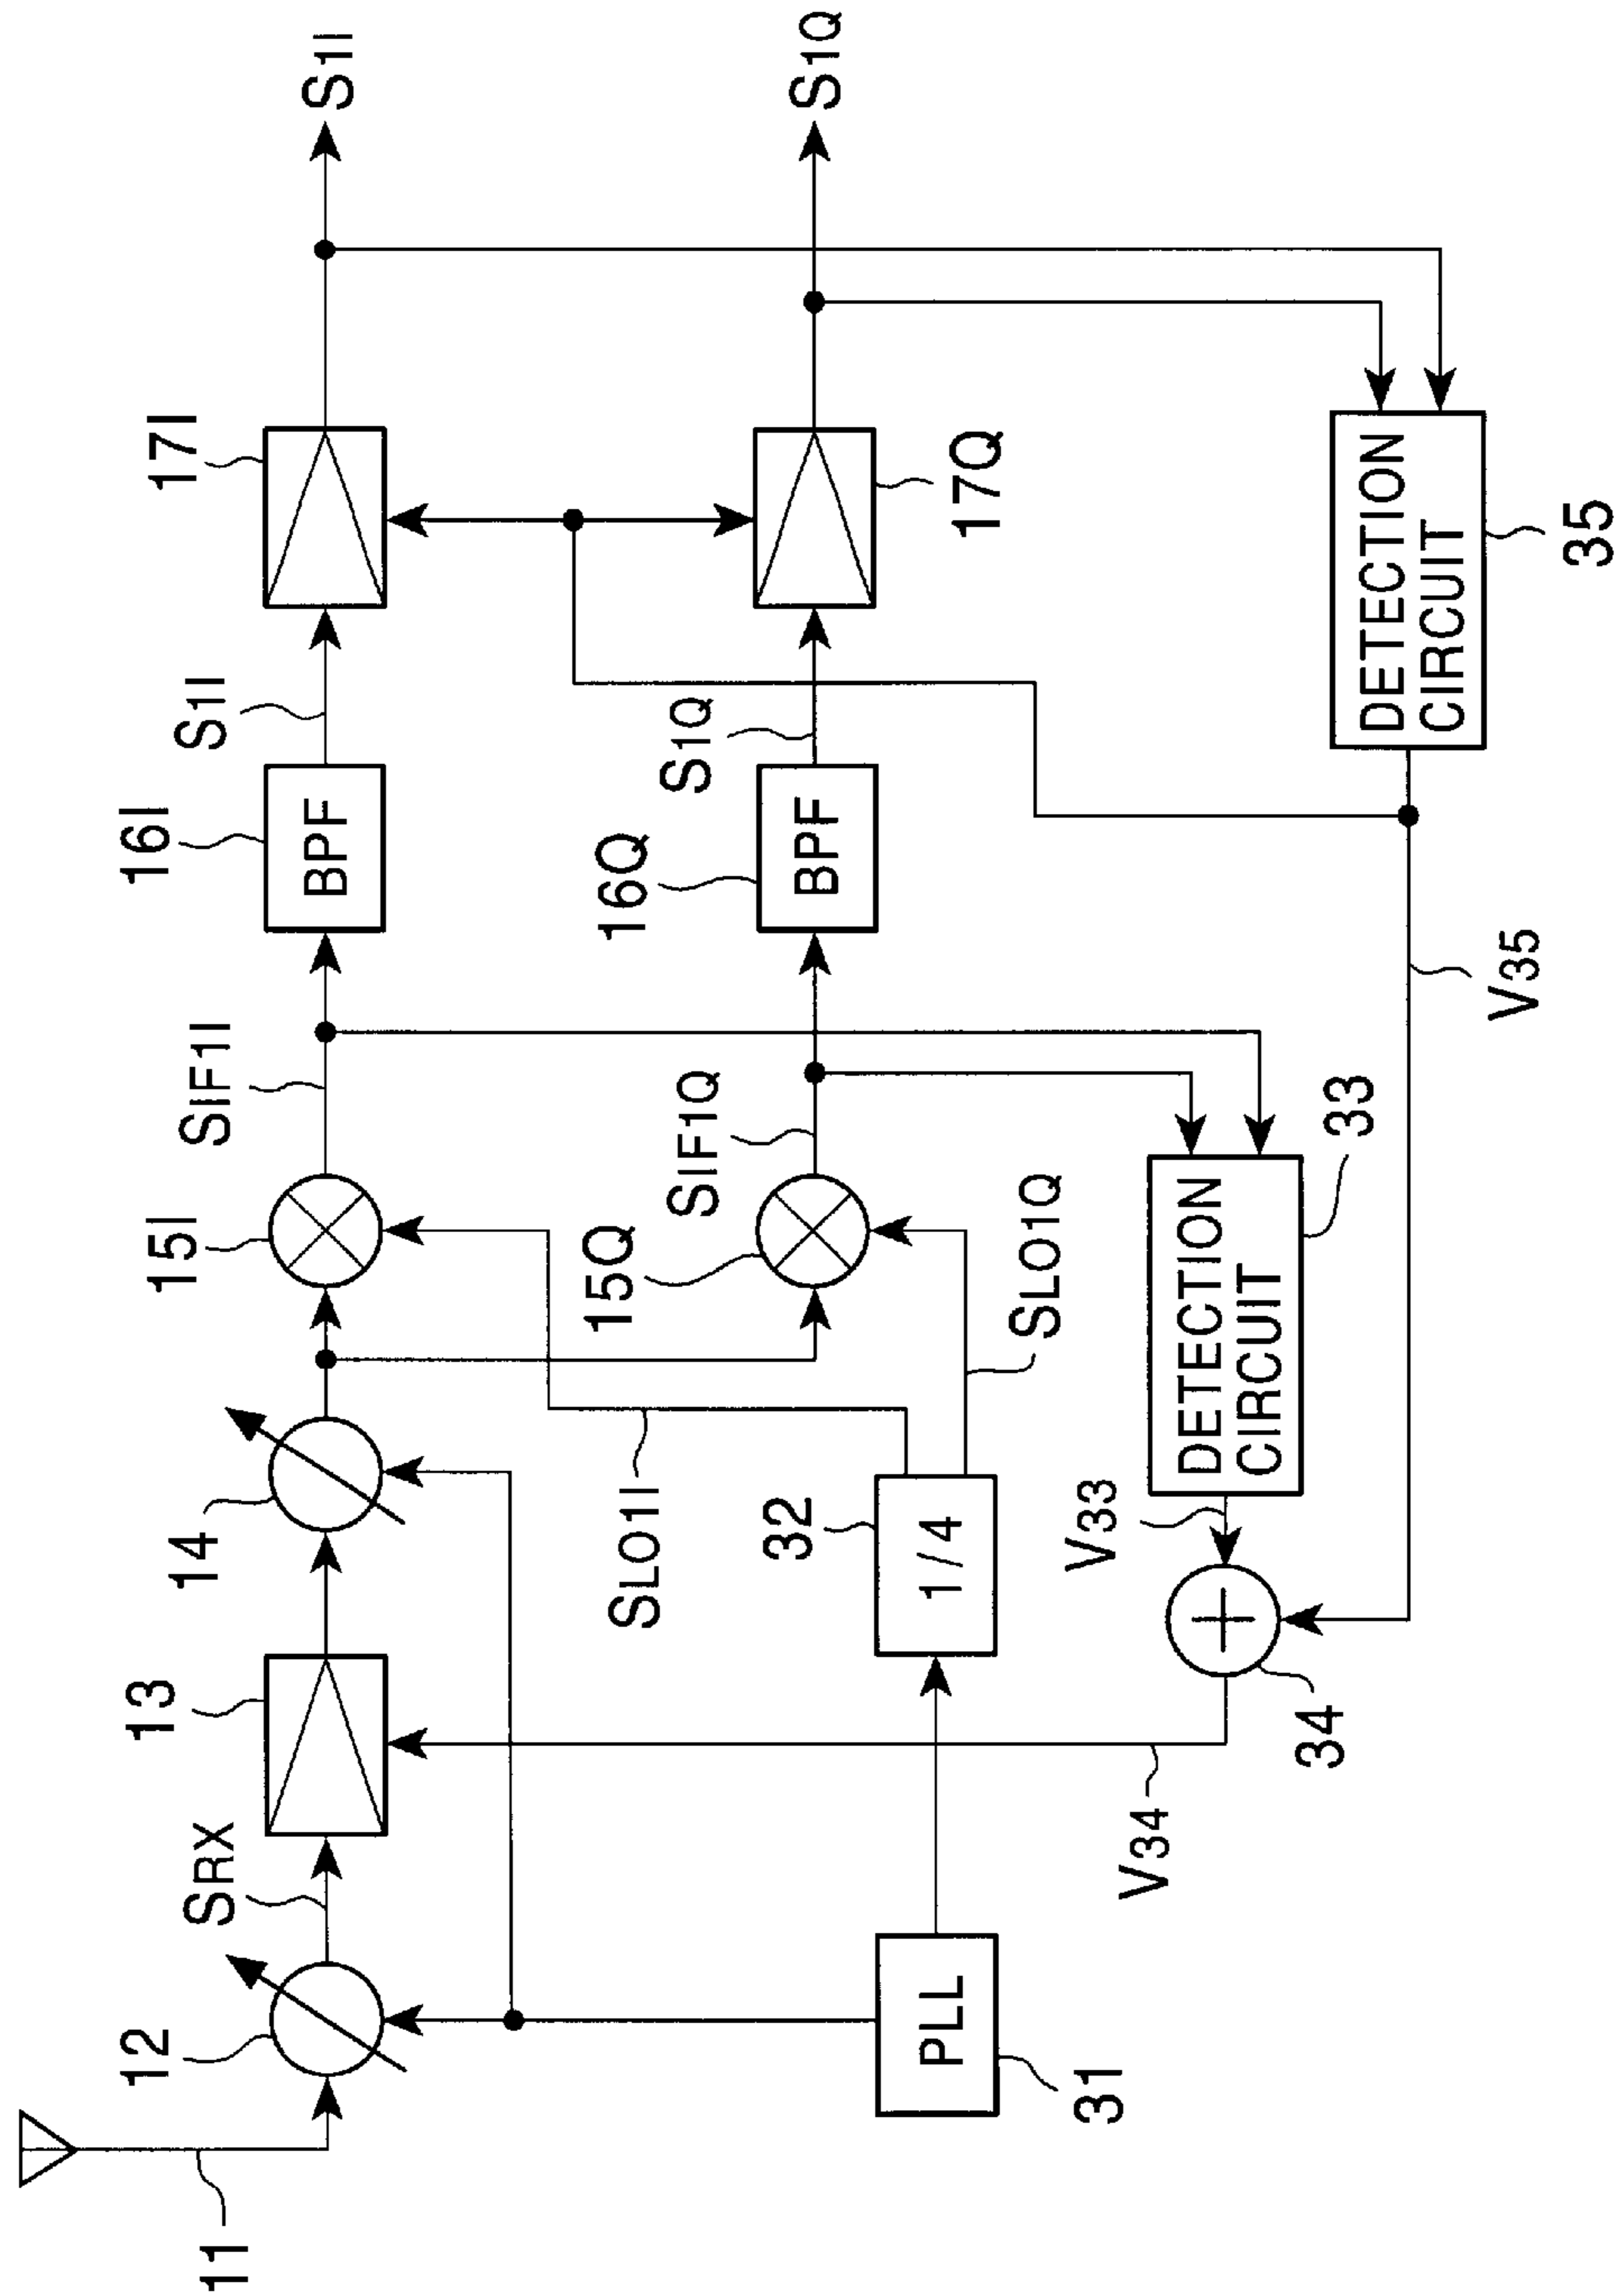 11
12
SRX
13
14
15I
SIF1I
16I
BPF
S1I
17I
S1I
15Q
SIF1Q
16Q
BPF
S1Q
17Q
S1Q
SLO1I
SLO1Q
PLL
31
32
1/4
V34
34
V33
DETECTION
CIRCUIT
33
V35
DETECTION
CIRCUIT
35